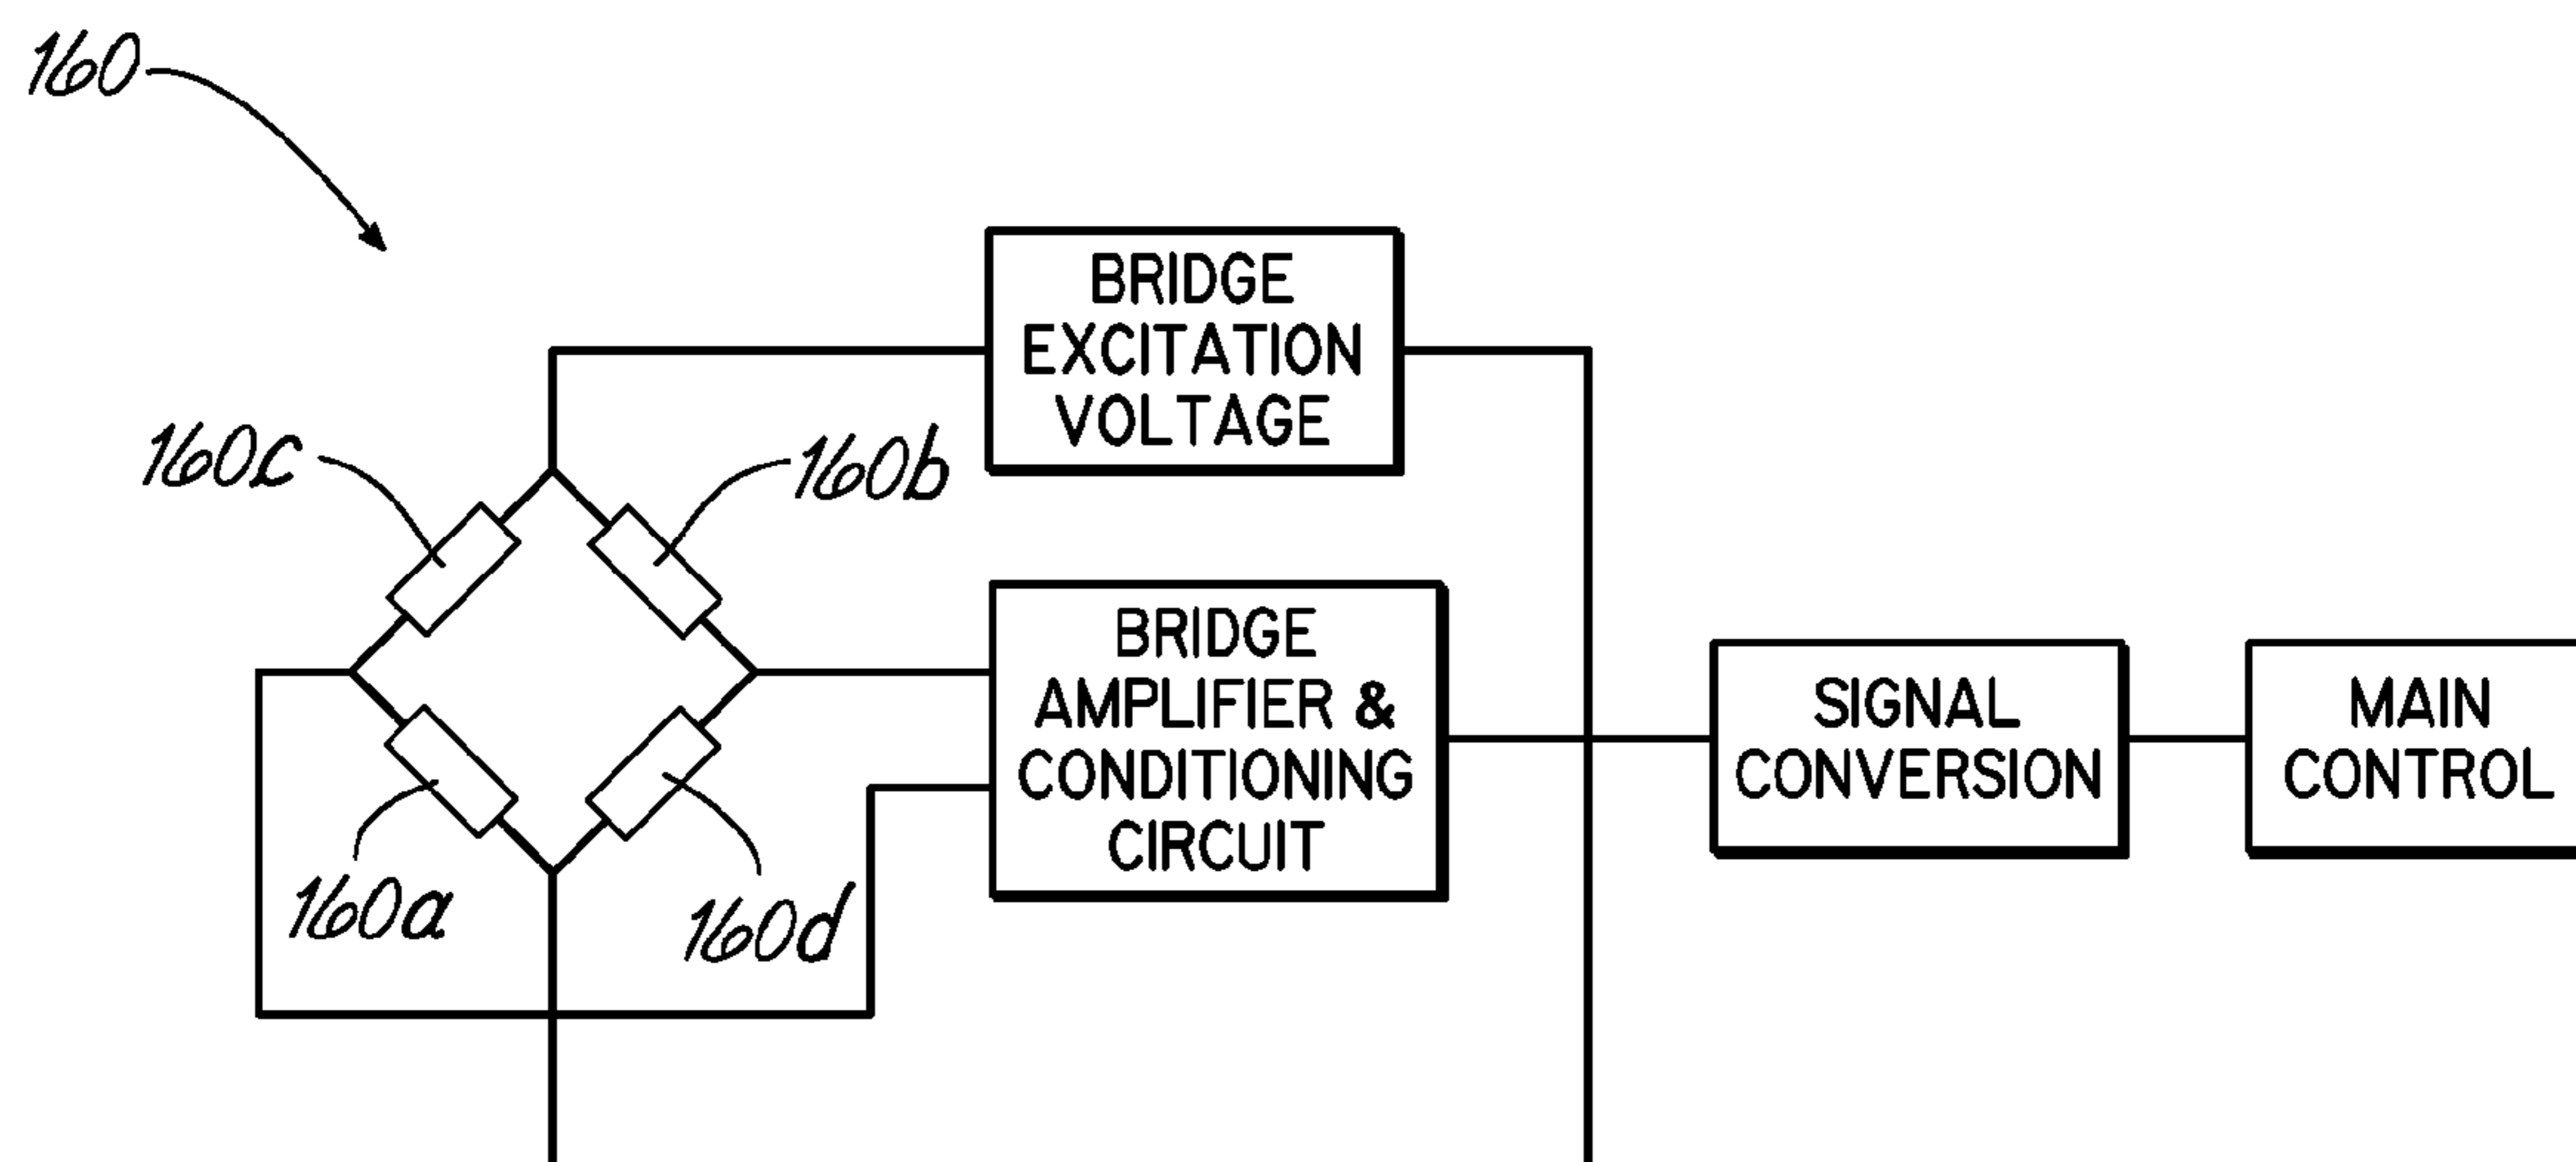 160
BRIDGE
EXCITATION
VOLTAGE
160c
160b
BRIDGE
AMPLIFIER &
CONDITIONING
CIRCUIT
SIGNAL
CONVERSION
MAIN
CONTROL
160a
160d